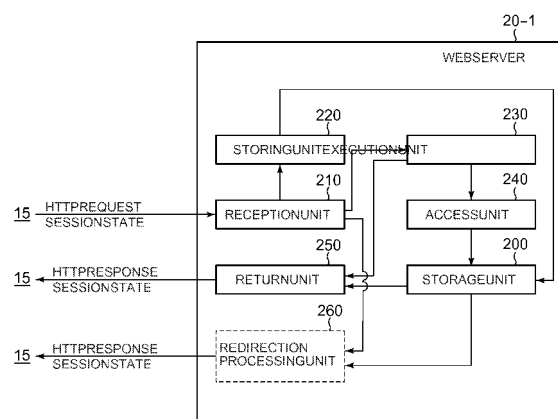 20-1
WEBSERVER
220
230
STORINGUNITEXECUTIONUNIT
210
240
15
HTTPREQUEST
SESSIONSTATE
RECEPTIONUNIT
ACCESSUNIT
250
200
15
HTTPRESPONSE
SESSIONSTATE
RETURNUNIT
STORAGEUNIT
260
15
HTTPRESPONSE
SESSIONSTATE
REDIRECTION
PROCESSINGUNIT